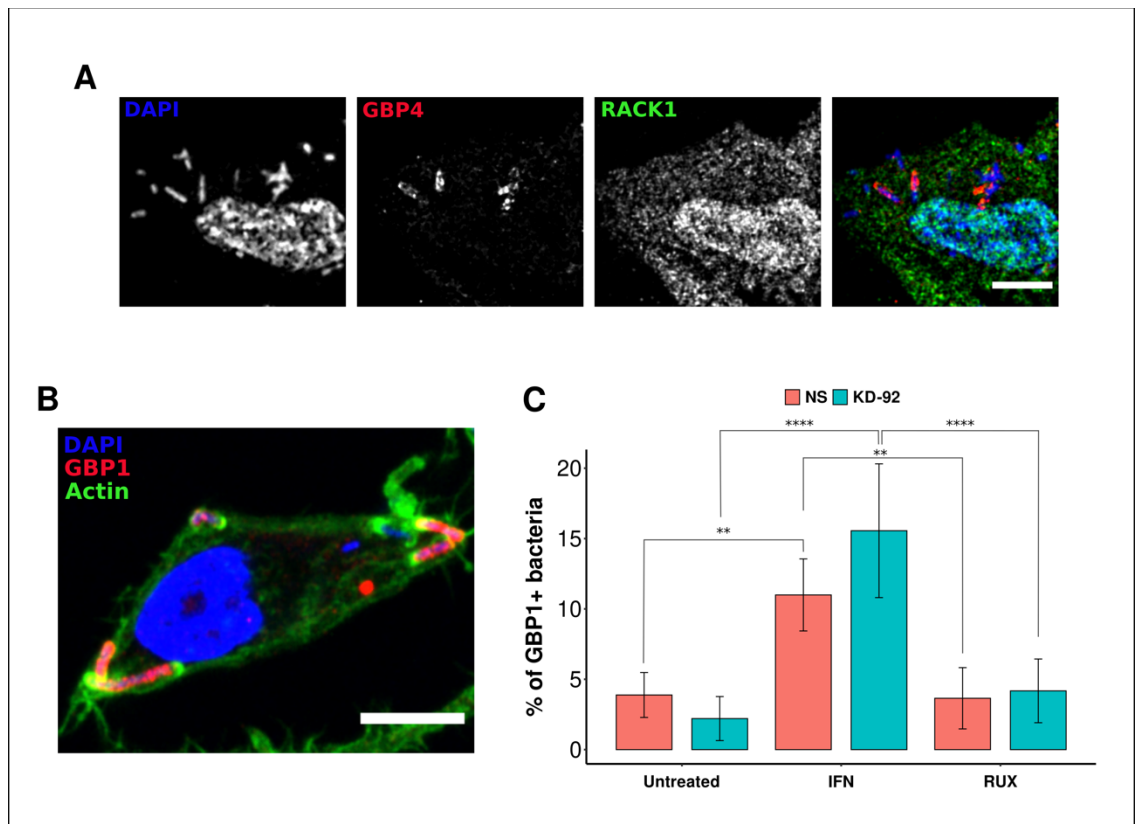 A
DAPI
GBP4
RACK1
B
DAPI
GBP1
Actin
C
NS KD-92
****
****
**
**
% of GBP1+ bacteria
20
15
10
5
0
Untreated IFN RUX